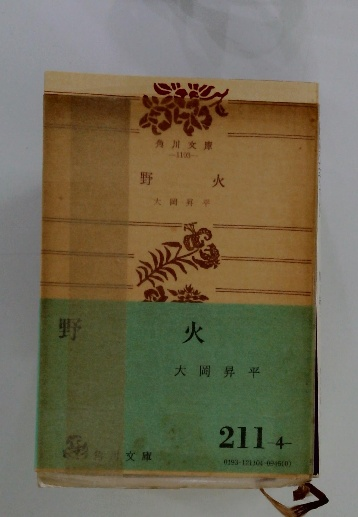 角川文庫
—1105—
野火
大岡昇平
野火
大岡昇平
211-4-
角川文庫